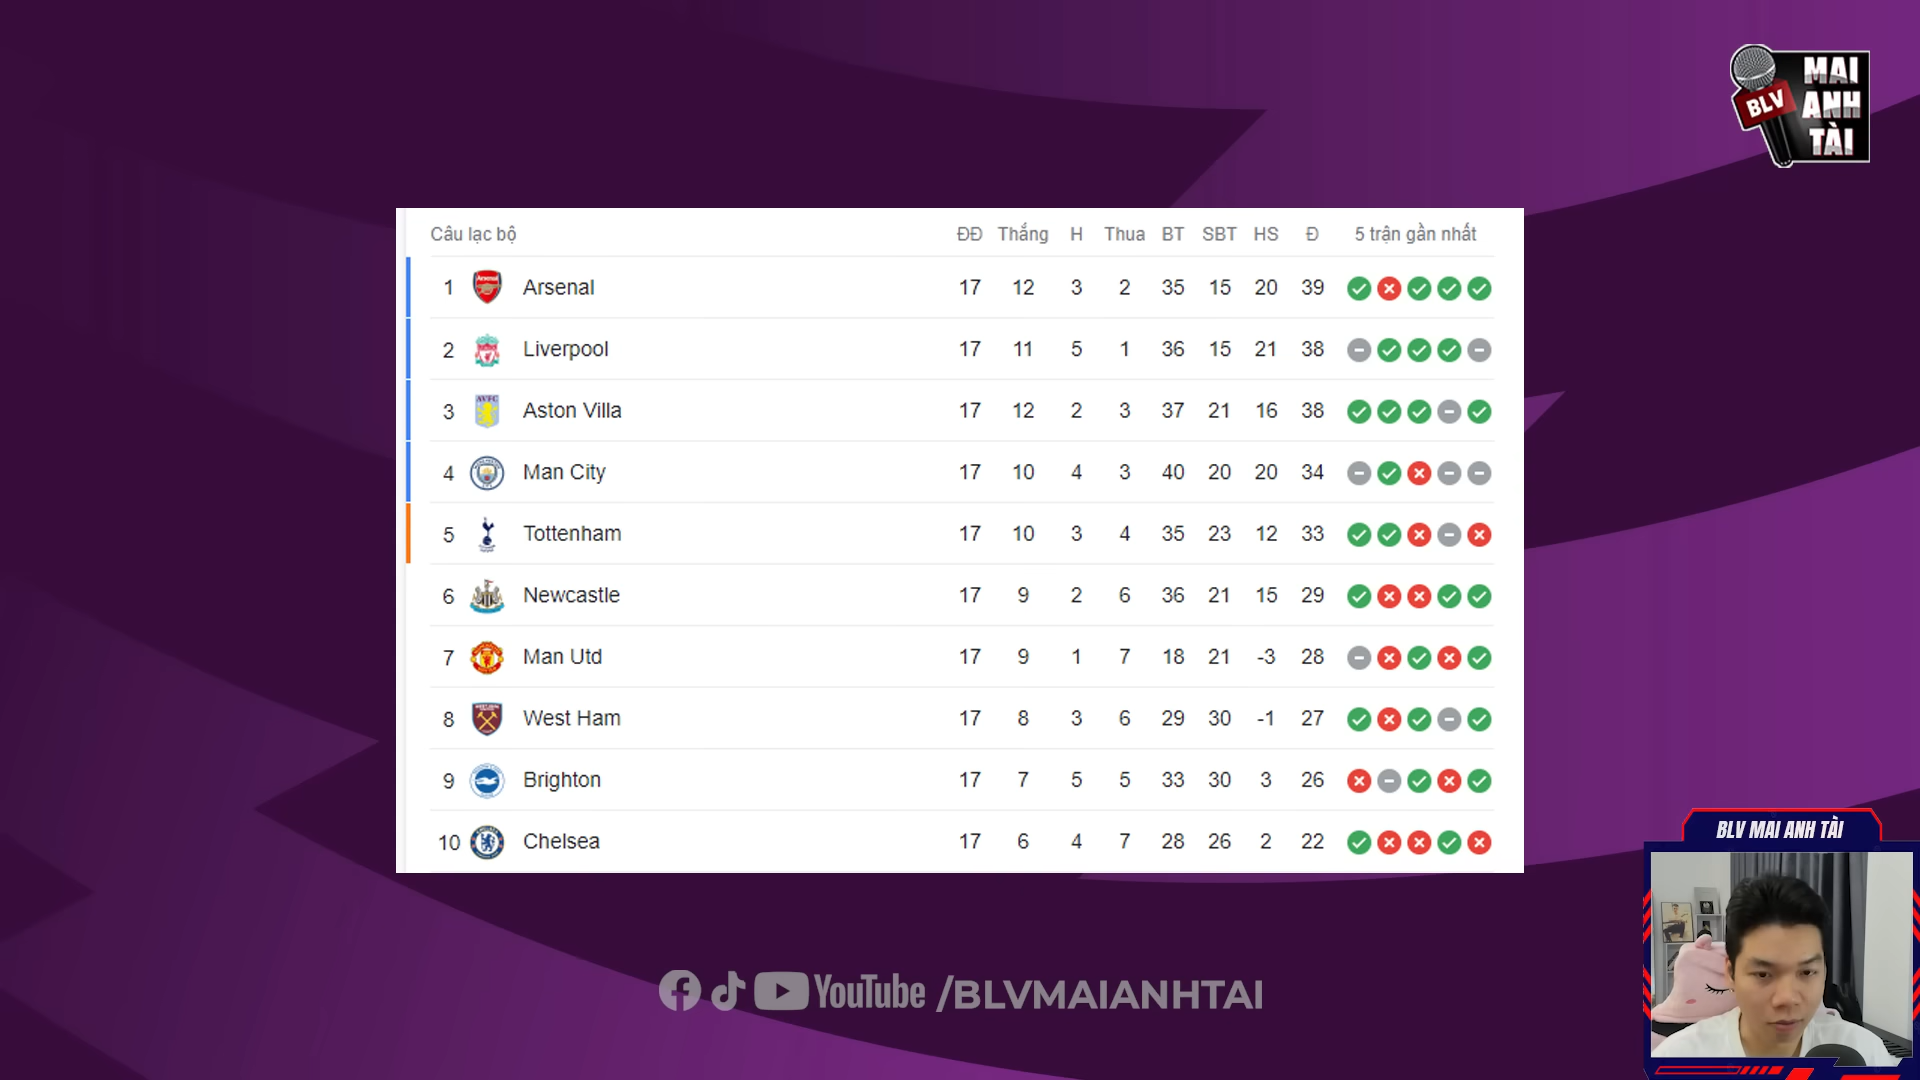 MAI
ANH
TÀI
BLV
Câu lạc bộ ĐĐ Thắng H Thua BT SBT HS Đ 5 trận gần nhất
1 Arsenal 17 12 3 2 35 15 20 39
2 Liverpool 17 11 5 1 36 15 21 38
3 Aston Villa 17 12 2 3 37 21 16 38
4 Man City 17 10 4 3 40 20 20 34
5 Tottenham 17 10 3 4 35 23 12 33
6 Newcastle 17 9 2 6 36 21 15 29
7 Man Utd 17 9 1 7 18 21 -3 28
8 West Ham 17 8 3 6 29 30 -1 27
9 Brighton 17 7 5 5 33 30 3 26
10 Chelsea 17 6 4 7 28 26 2 22
BLV MAI ANH TÀI
YouTube /BLVMAIANHTAI